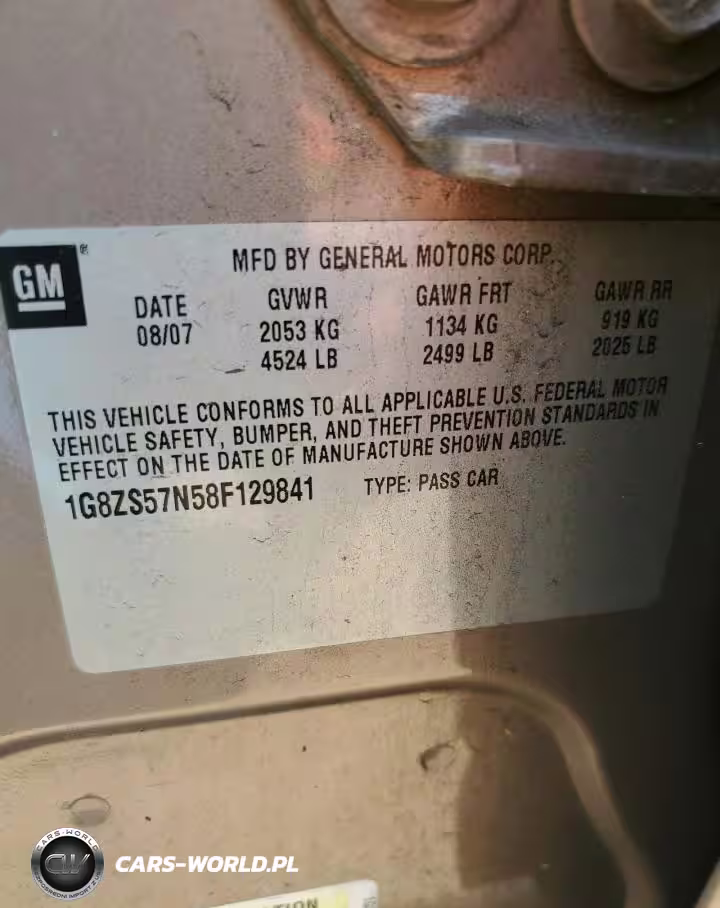 GM ®
MFD BY GENERAL MOTORS CORP.
DATE GVWR GAWR FRT GAWR RR
08/07 2053 KG 1134 KG 919 KG
4524 LB 2499 LB 2025 LB
THIS VEHICLE CONFORMS TO ALL APPLICABLE U.S. FEDERAL MOTOR
VEHICLE SAFETY, BUMPER, AND THEFT PREVENTION STANDARDS IN
EFFECT ON THE DATE OF MANUFACTURE SHOWN ABOVE.
1G8ZS57N58F129841 TYPE: PASS CAR
CARS-WORLD
CW
CARS-WORLD.PL